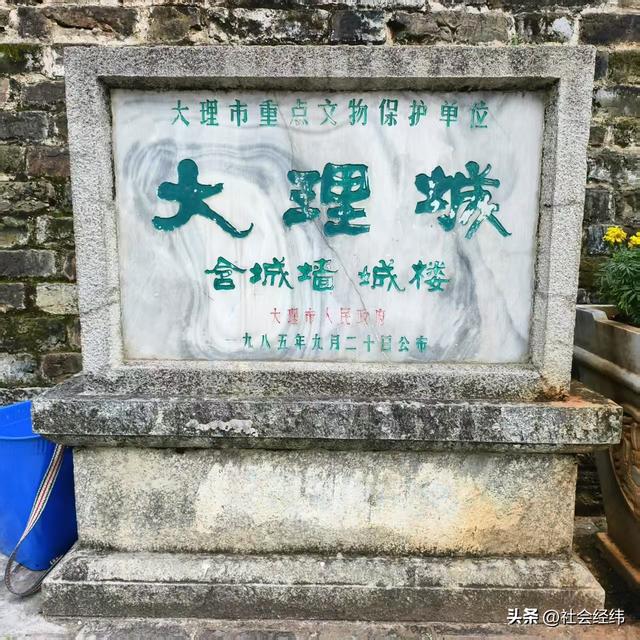 大理市重点文物保护单位
大理城
含城墙 城楼
大理市人民政府
一九八五年九月二十日公布
头条 @社会经纬